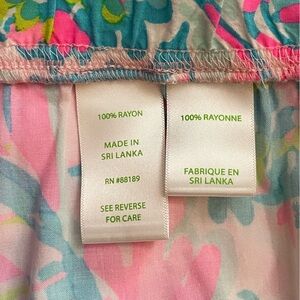 100% RAYON
MADE IN
SRI LANKA
RN #88189
SEE REVERSE
FOR CARE
100% RAYONNE
FABRIQUE EN
SRI LANKA